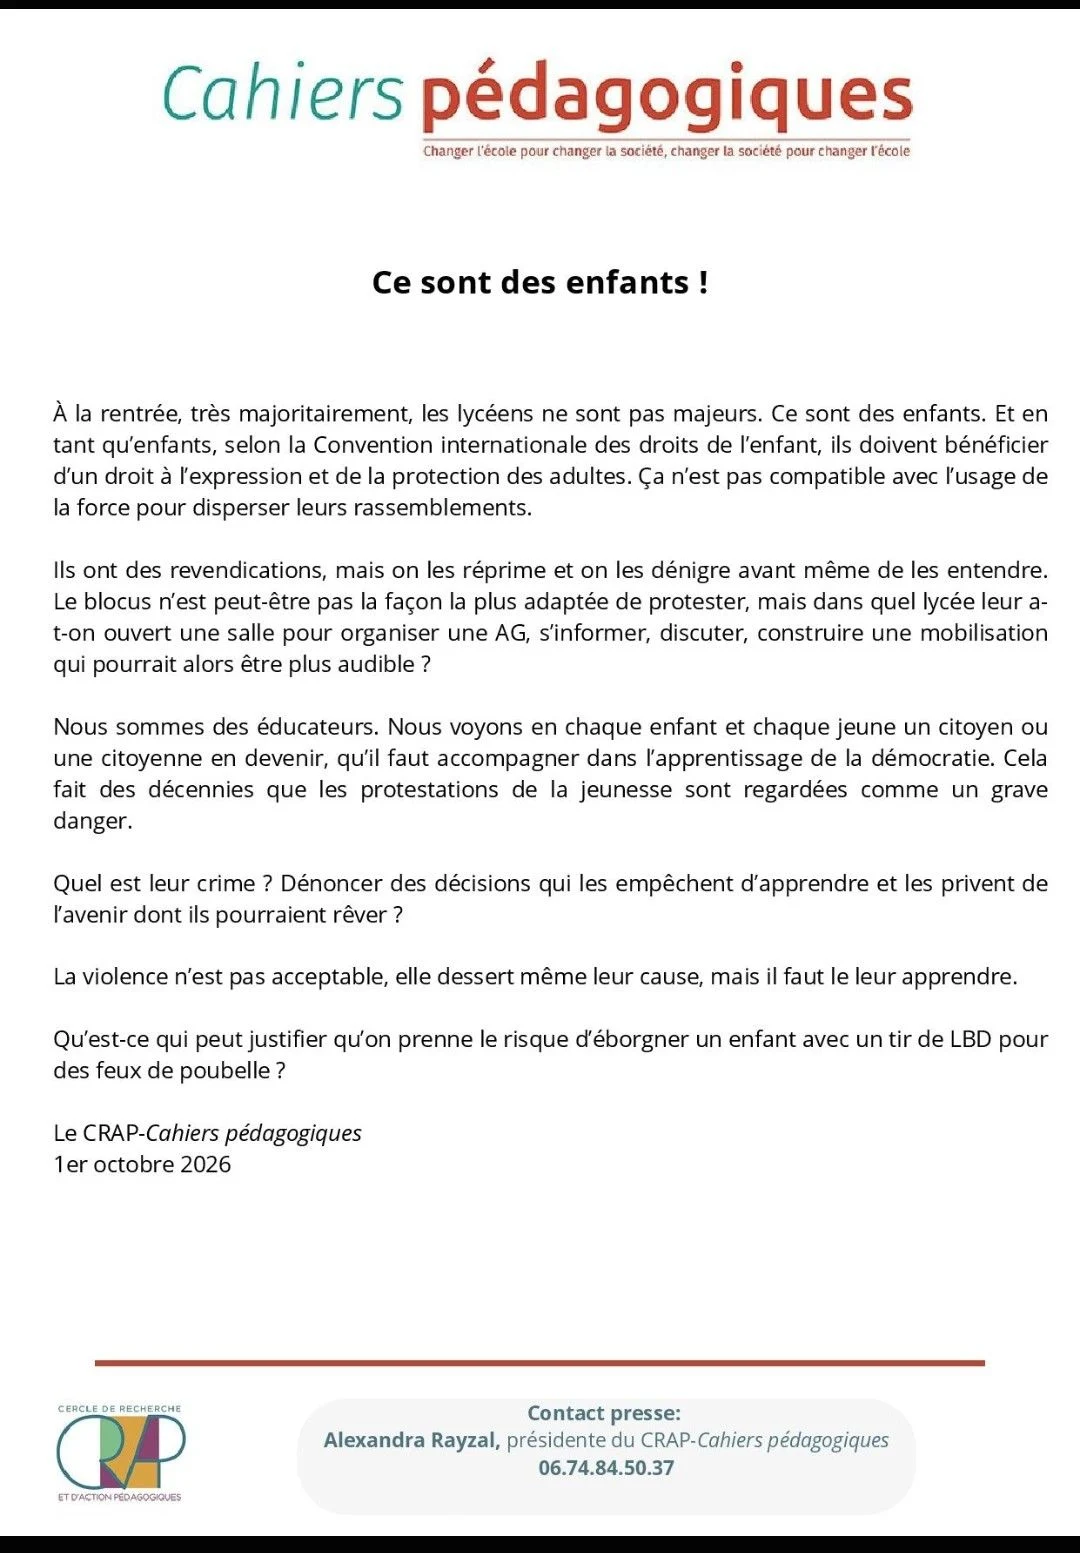 Cahiers pédagogiques
Changer l'école pour changer la société, changer la société pour changer l'école
Ce sont des enfants !
À la rentrée, très majoritairement, les lycéens ne sont pas majeurs. Ce sont des enfants. Et en
tant qu'enfants, selon la Convention internationale des droits de l'enfant, ils doivent bénéficier
d'un droit à l'expression et de la protection des adultes. Ça n'est pas compatible avec l'usage de
la force pour disperser leurs rassemblements.
Ils ont des revendications, mais on les réprime et on les dénigre avant même de les entendre.
Le blocus n'est peut-être pas la façon la plus adaptée de protester, mais dans quel lycée leur a-
t-on ouvert une salle pour organiser une AG, s'informer, discuter, construire une mobilisation
qui pourrait alors être plus audible ?
Nous sommes des éducateurs. Nous voyons en chaque enfant et chaque jeune un citoyen ou
une citoyenne en devenir, qu'il faut accompagner dans l'apprentissage de la démocratie. Cela
fait des décennies que les protestations de la jeunesse sont regardées comme un grave
danger.
Quel est leur crime ? Dénoncer des décisions qui les empêchent d'apprendre et les privent de
l'avenir dont ils pourraient rêver ?
La violence n'est pas acceptable, elle dessert même leur cause, mais il faut le leur apprendre.
Qu'est-ce qui peut justifier qu'on prenne le risque d'éborgner un enfant avec un tir de LBD pour
des feux de poubelle ?
Le CRAP-Cahiers pédagogiques
1er octobre 2026
CERCLE DE RECHERCHE
CRAP
ET D'ACTION PÉDAGOGIQUES
Contact presse:
Alexandra Rayzal, présidente du CRAP-Cahiers pédagogiques
06.74.84.50.37